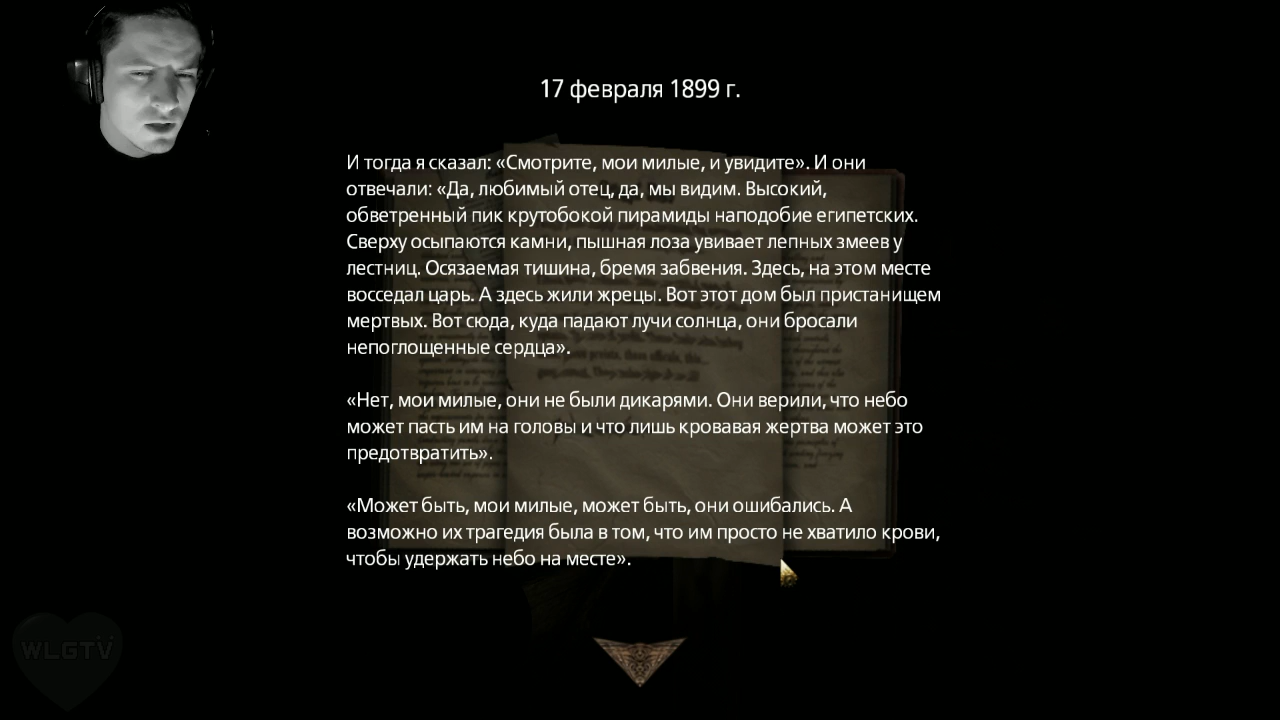 17 февраля 1899 г.
И тогда я сказал: «Смотрите, мои милые, и увидите». И они
отвечали: «Да, любимый отец, да, мы видим. Высокий,
обветренный пик крутобокой пирамиды наподобие египетских.
Сверху осыпаются камни, пышная лоза увивает лепных змеев у
лестниц. Осязаемая тишина, бремя забвения. Здесь, на этом месте
восседал царь. А здесь жили жрецы. Вот этот дом был пристанищем
мертвых. Вот сюда, куда падают лучи солнца, они бросали
непоглощенные сердца».
«Нет, мои милые, они не были дикарями. Они верили, что небо
может пасть им на головы и что лишь кровавая жертва может это
предотвратить».
«Может быть, мои милые, может быть, они ошибались. А
возможно их трагедия была в том, что им просто не хватило крови,
чтобы удержать небо на месте».
WLGTV